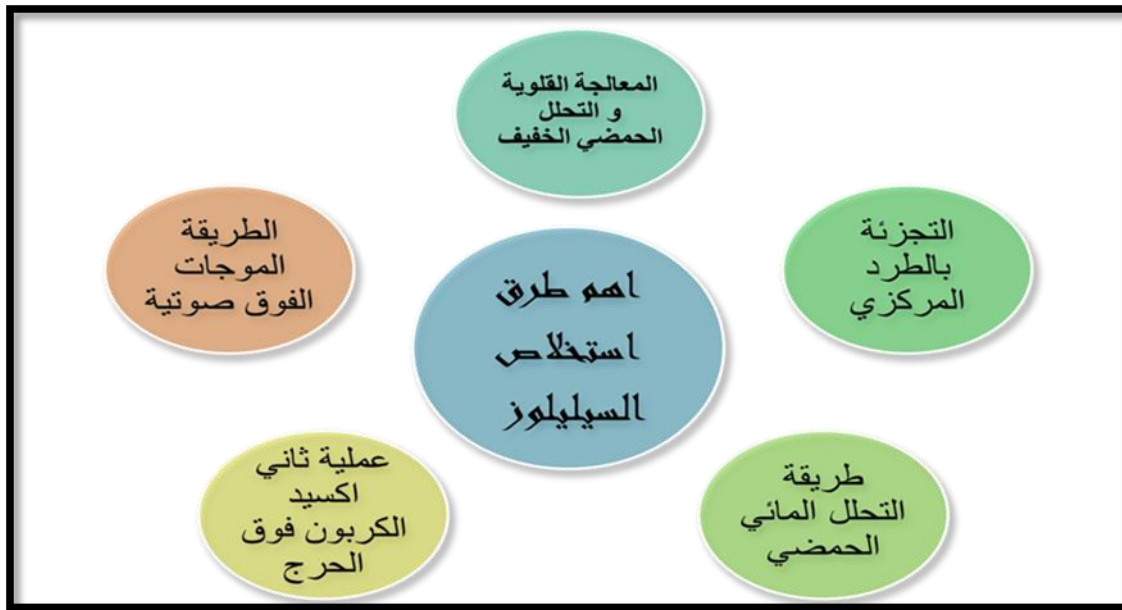 المعالجة القلوية
و التحلل
الحمضي الخفيف
التجزئة
بالطرد
المركزي
طريقة
التحلل المائي
الحمضي
عملية ثاني
اكسيد
الكربون فوق
الحرج
الطريقة
الموجات
الفوق صوتية
اهم طرق
استخلاص
السيليلوز